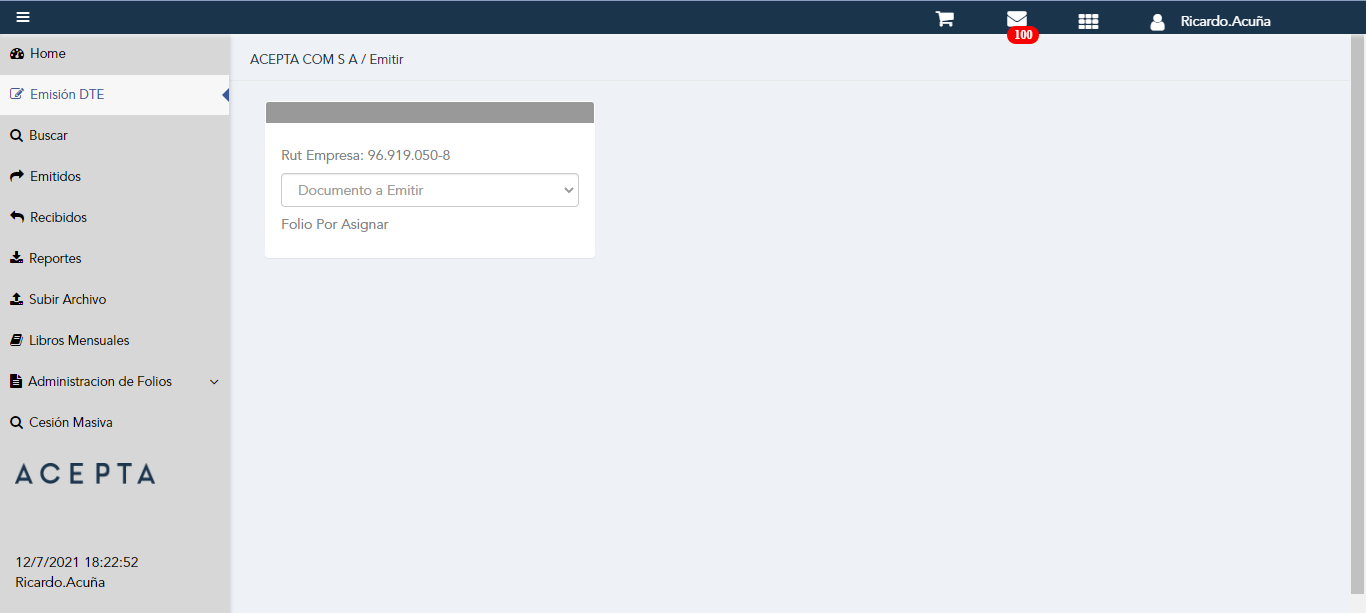 100
Ricardo.Acuña
Home
ACEPTA COM S A / Emitir
Emisión DTE
Buscar
Emitidos
Recibidos
Reportes
Subir Archivo
Libros Mensuales
Administracion de Folios
Cesión Masiva
ACEPTA
12/7/2021 18:22:52
Ricardo.Acuña
Rut Empresa: 96.919.050-8
Documento a Emitir
Folio Por Asignar